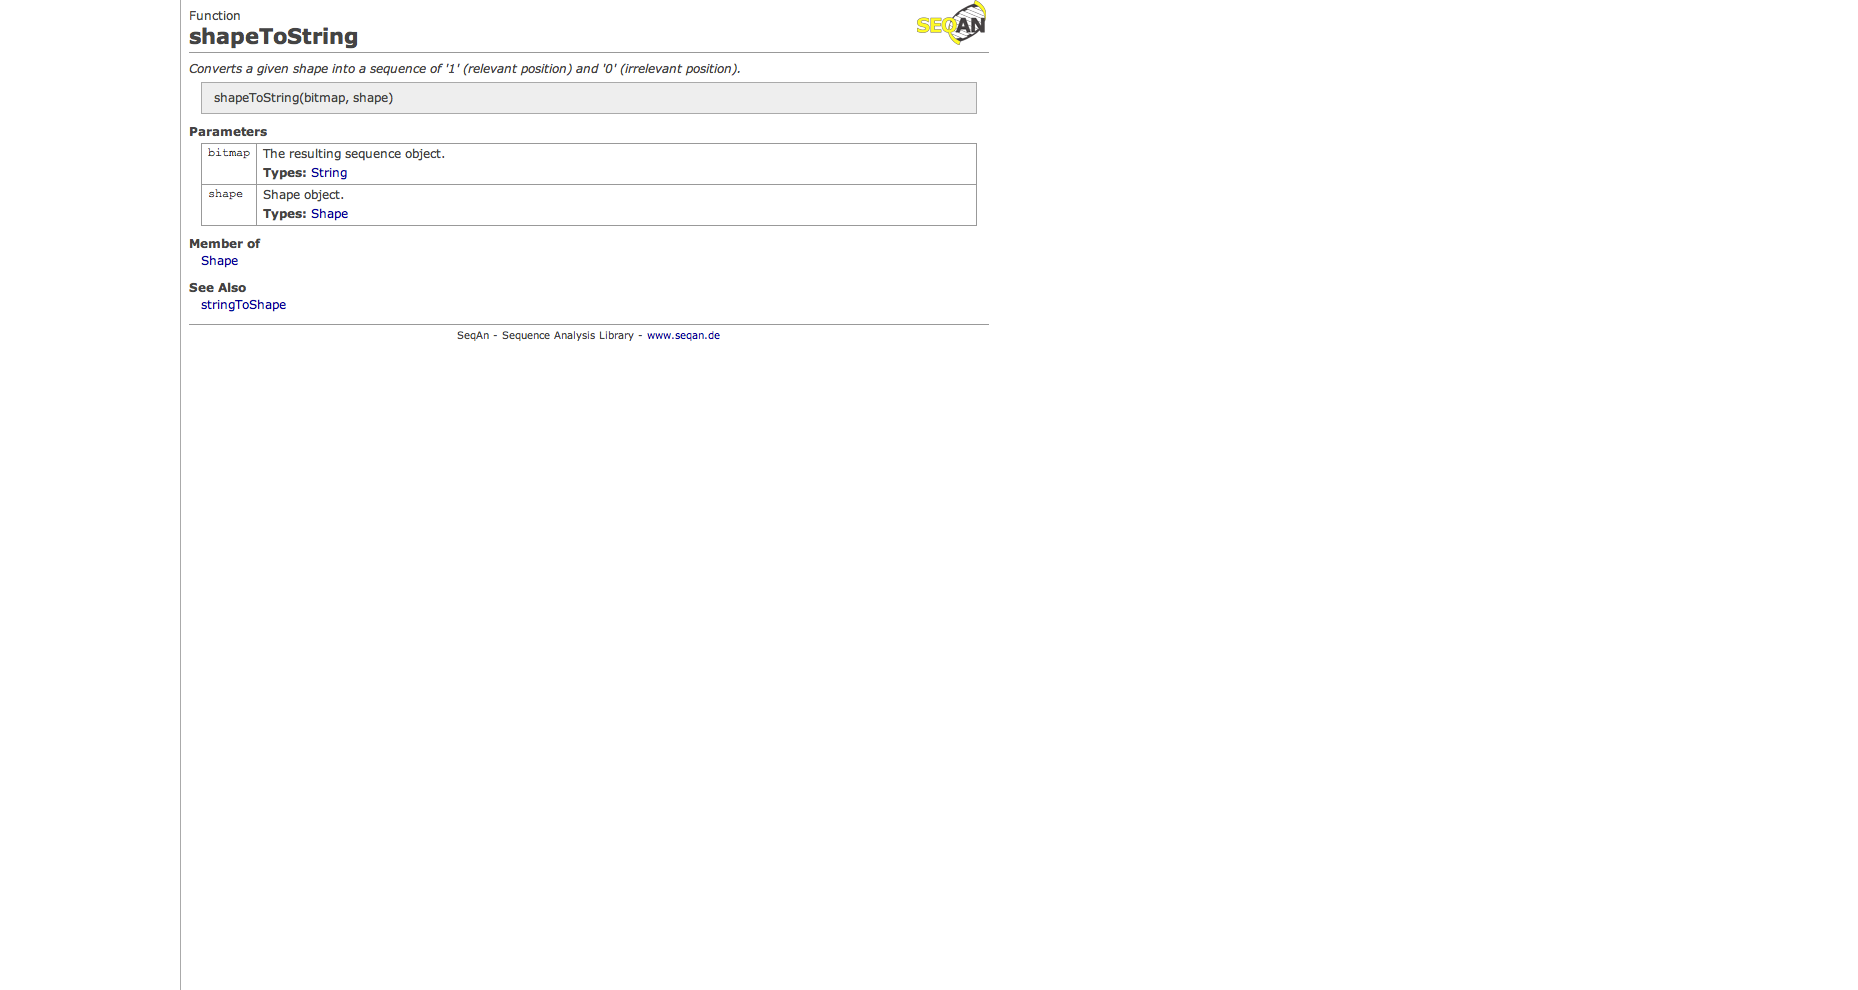 Function
shapeToString
SEQAN
Converts a given shape into a sequence of '1' (relevant position) and '0' (irrelevant position).
shapeToString(bitmap, shape)
Parameters
bitmap The resulting sequence object.
Types: String
shape Shape object.
Types: Shape
Member of
Shape
See Also
stringToShape
SeqAn - Sequence Analysis Library - www.seqan.de